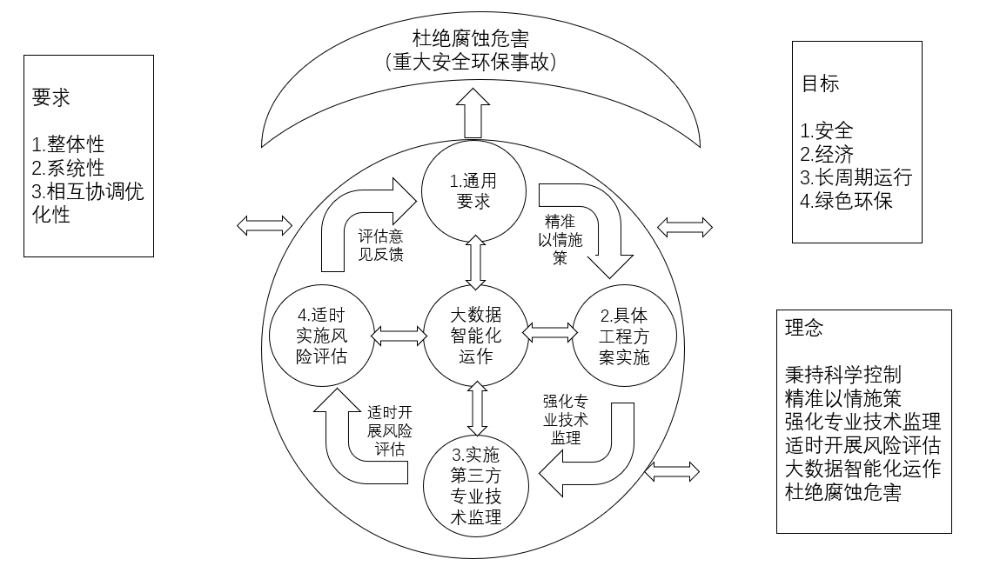 杜绝腐蚀危害
（重大安全环保事故）
要求
1.整体性
2.系统性
3.相互协调优
化性
目标
1.安全
2.经济
3.长周期运行
4.绿色环保
1.通用
要求
评估意
见反馈
精准
以情施
策
4.适时
实施风
险评估
大数据
智能化
运作
2.具体
工程方
案实施
理念
秉持科学控制
精准以情施策
强化专业技术监理
适时开展风险评估
大数据智能化运作
杜绝腐蚀危害
适时开
展风险
评估
强化专
业技术
监理
3.实施
第三方
专业技
术监理